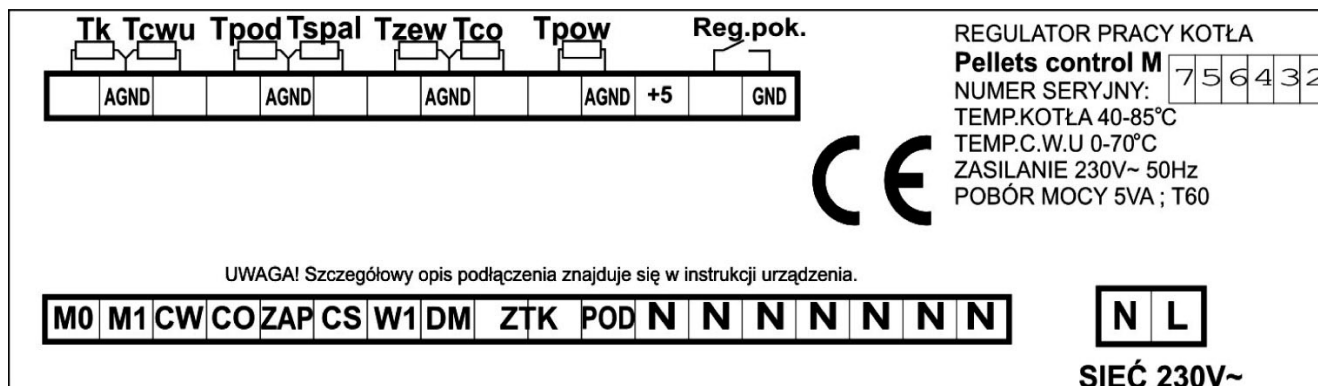 Tk Tcwu Tpod Tspal Tzew Tco Tpow Reg.pok.
AGND AGND AGND AGND +5 GND
REGULATOR PRACY KOTŁA
Pellets control M
NUMER SERYJNY: 756432
TEMP.KOTŁA 40-85°C
TEMP.C.W.U 0-70°C
ZASILANIE 230V~ 50Hz
POBÓR MOCY 5VA ; T60
CE
UWAGA! Szczegółowy opis podłączenia znajduje się w instrukcji urządzenia.
M0 M1 CW CO ZAP CS W1 DM ZTK POD N N N N N N N
N L
SIEĆ 230V~